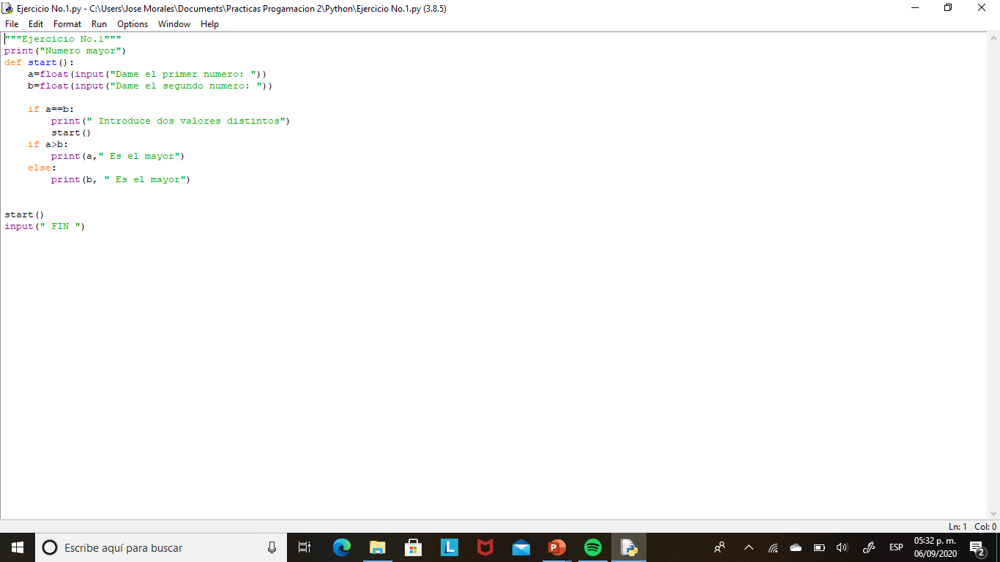 Ejercicio No.1.py - C:\Users\Jose Morales\Documents\Practicas Progamacion 2\Python\Ejercicio No.1.py (3.8.5)
File Edit Format Run Options Window Help
"""Ejercicio No.1"""
print("Numero mayor")
def start():
    a=float(input("Dame el primer numero: "))
    b=float(input("Dame el segundo numero: "))

    if a==b:
        print(" Introduce dos valores distintos")
        start()
    if a>b:
        print(a," Es el mayor")
    else:
        print(b, " Es el mayor")


start()
input(" FIN ")
Ln: 1 Col: 0
Escribe aquí para buscar
L
P
ESP
05:32 p. m.
06/09/2020
2